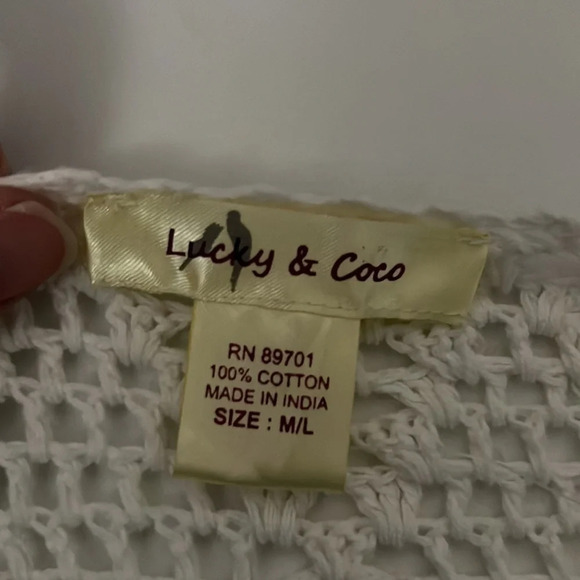 Lucky & Coco
RN 89701
100% COTTON
MADE IN INDIA
SIZE : M/L